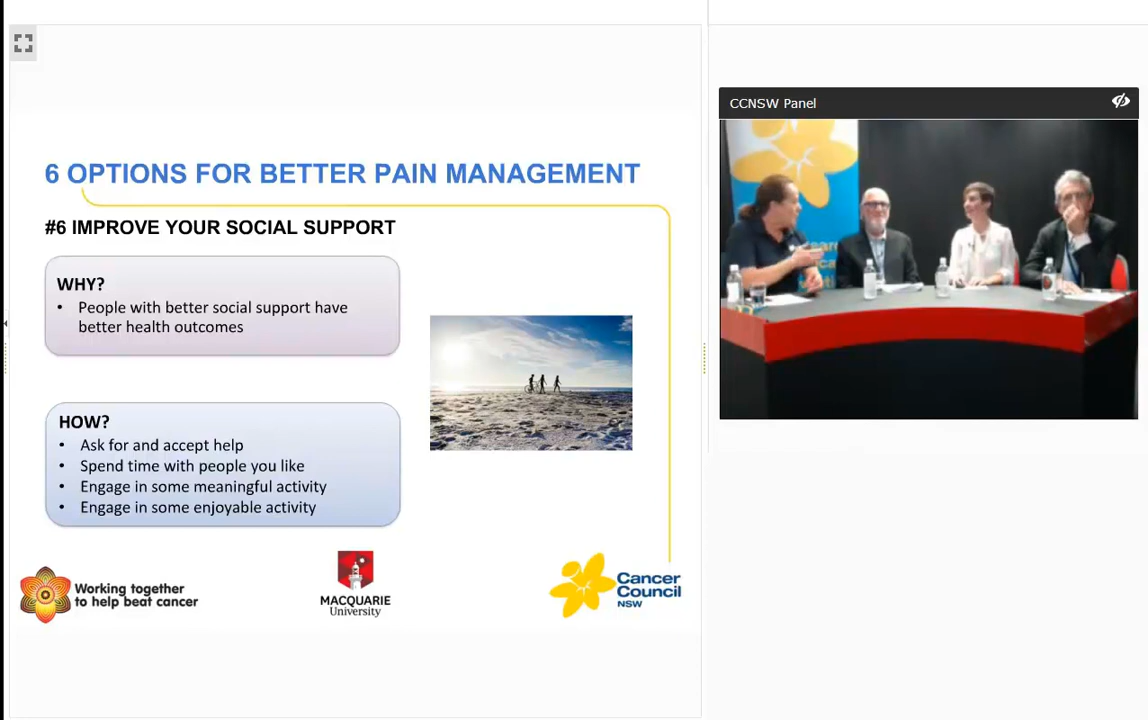 6 OPTIONS FOR BETTER PAIN MANAGEMENT
#6 IMPROVE YOUR SOCIAL SUPPORT
WHY?
• People with better social support have
better health outcomes
HOW?
• Ask for and accept help
• Spend time with people you like
• Engage in some meaningful activity
• Engage in some enjoyable activity
Working together
to help beat cancer
MACQUARIE
University
Cancer
Council
NSW
CCNSW Panel